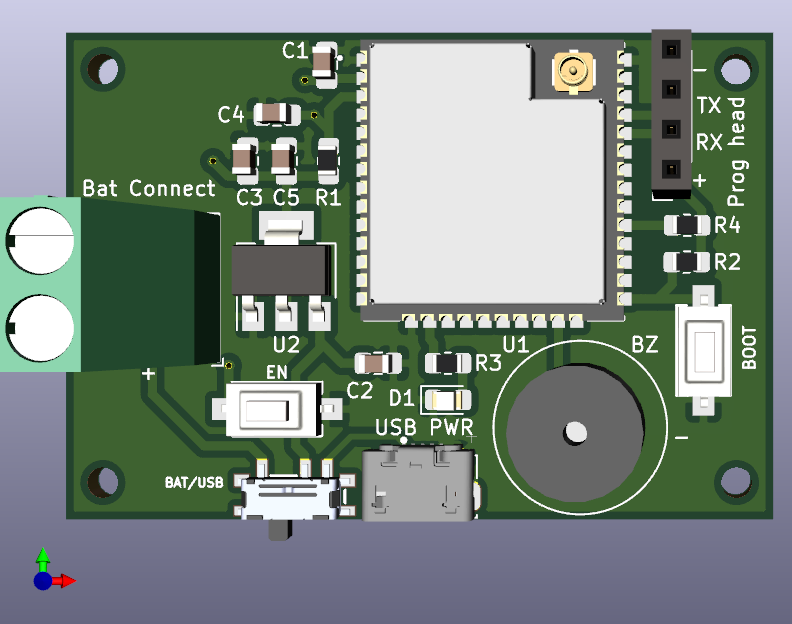 C1
−
C4
TX
RX
Prog head
+
C3 C5 R1
Bat Connect
R4
R2
U2
U1
BZ
BOOT
+
EN
C2
R3
D1
USB PWR
−
BAT/USB